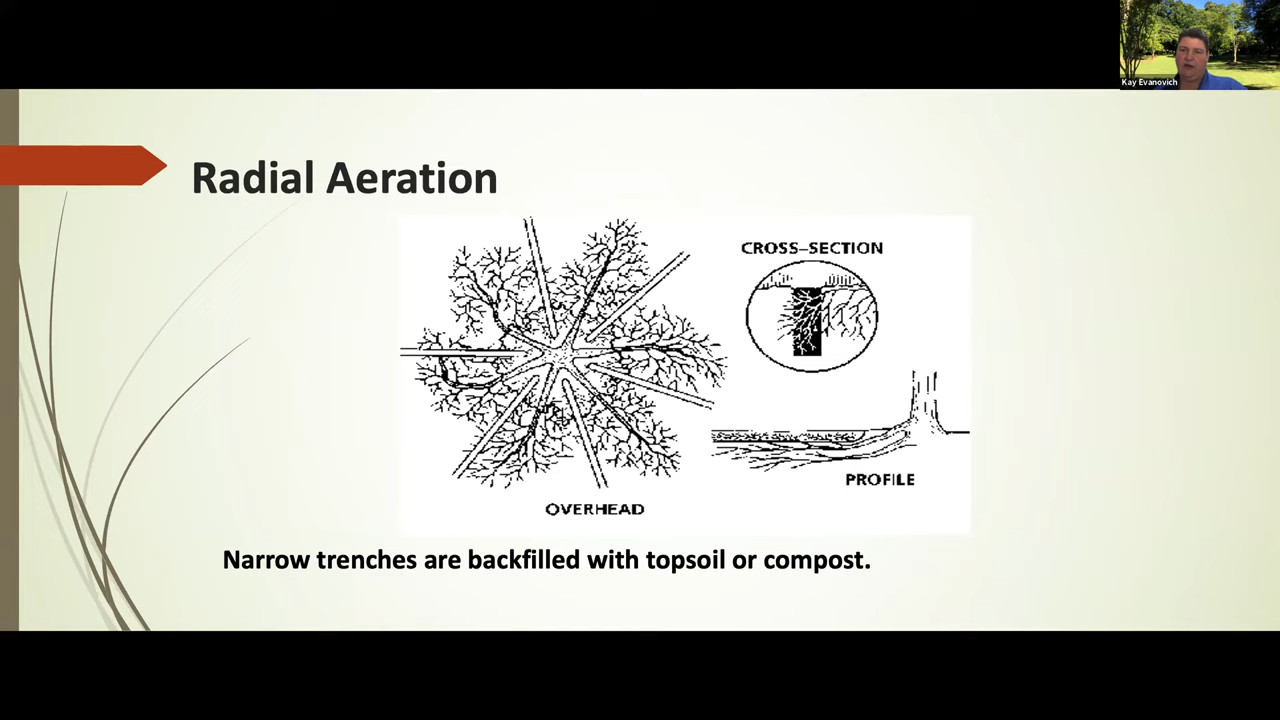 Kay Evanovich
Radial Aeration
CROSS-SECTION
PROFILE
OVERHEAD
Narrow trenches are backfilled with topsoil or compost.